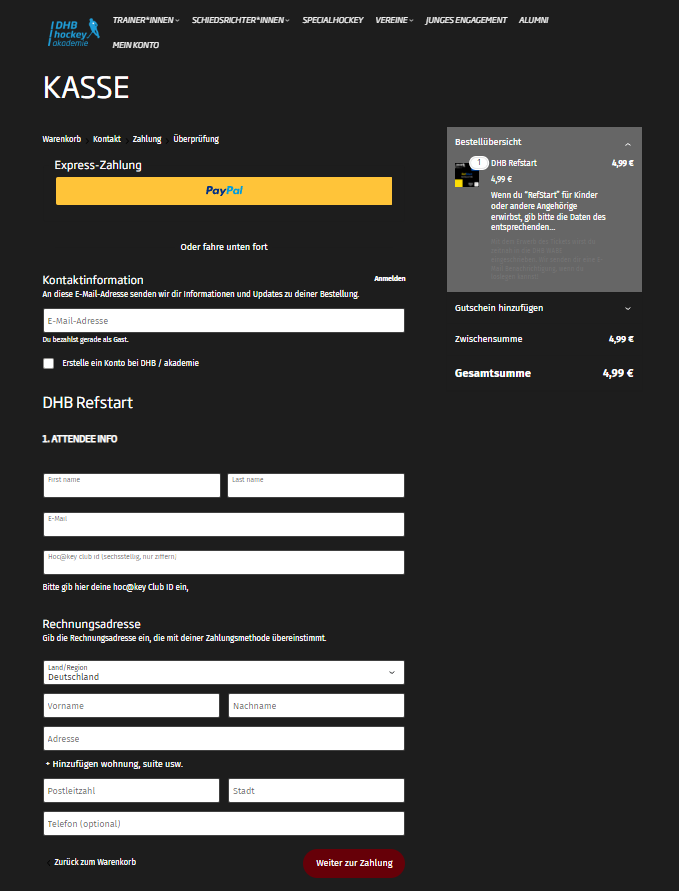 DHB
hockey
akademie
TRAINER*INNEN
SCHIEDSRICHTER*INNEN
SPECIALHOCKEY
VEREINE
JUNGES ENGAGEMENT
ALUMNI
MEIN KONTO
KASSE
Warenkorb
Kontakt
Zahlung
Überprüfung
Express-Zahlung
PayPal
Oder fahre unten fort
Kontaktinformation
Anmelden
An diese E-Mail-Adresse senden wir dir Informationen und Updates zu deiner Bestellung.
E-Mail-Adresse
Du bezahlst gerade als Gast.
Erstelle ein Konto bei DHB / akademie
DHB Refstart
1. ATTENDEE INFO
First name
Last name
E-Mail
Hoc@key club id (sechsstellig, nur ziffern)
Bitte gib hier deine hoc@key Club ID ein,
Rechnungsadresse
Gib die Rechnungsadresse ein, die mit deiner Zahlungsmethode übereinstimmt.
Land/Region
Deutschland
Vorname
Nachname
Adresse
+ Hinzufügen wohnung, suite usw.
Postleitzahl
Stadt
Telefon (optional)
Zurück zum Warenkorb
Weiter zur Zahlung
Bestellübersicht
1
DHB Refstart
4,99 €
4,99 €
Wenn du "RefStart" für Kinder
oder andere Angehörige
erwirbst, gib bitte die Daten des
entsprechenden...
Gutschein hinzufügen
Zwischensumme
4,99 €
Gesamtsumme
4,99 €